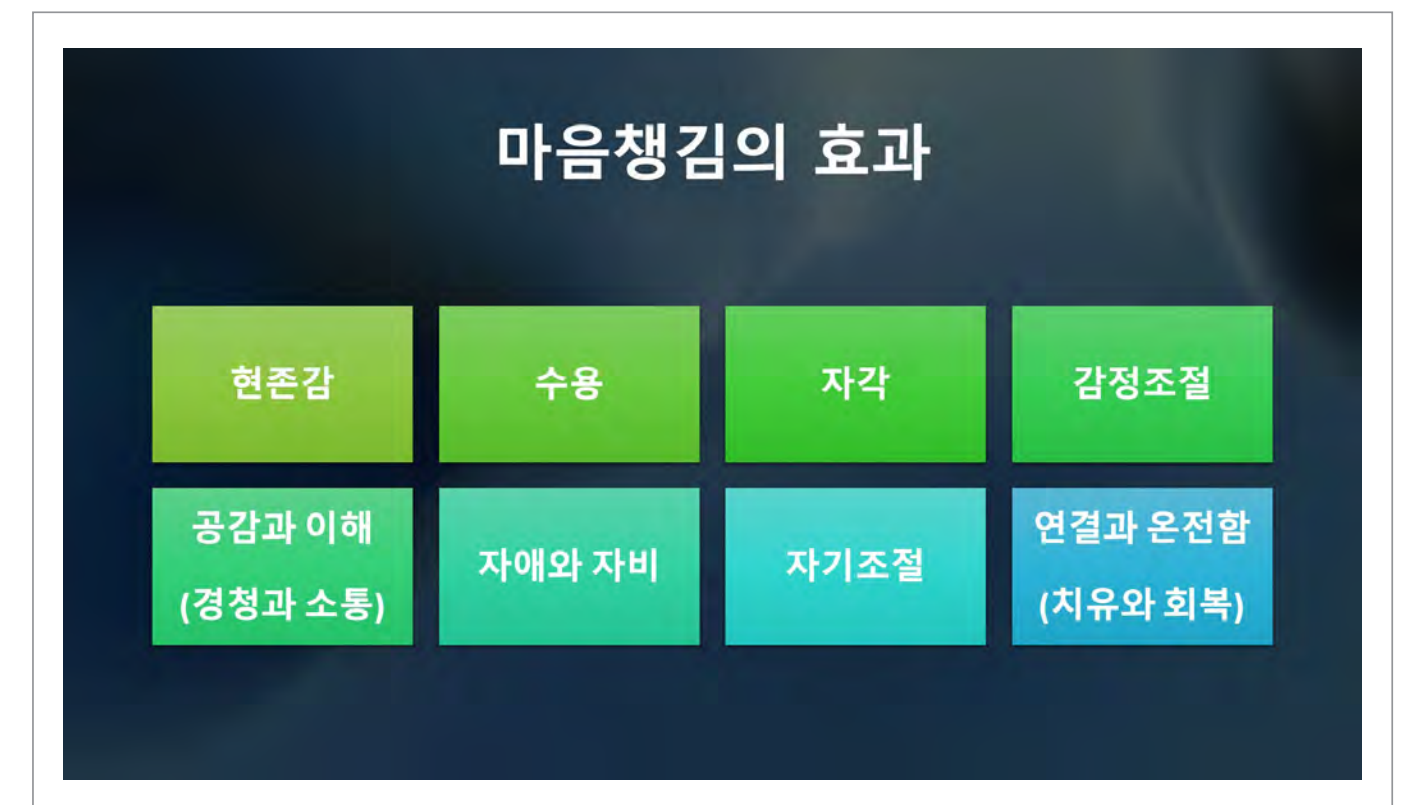 마음챙김의 효과
현존감
수용
자각
감정조절
공감과 이해
(경청과 소통)
자애와 자비
자기조절
연결과 온전함
(치유와 회복)